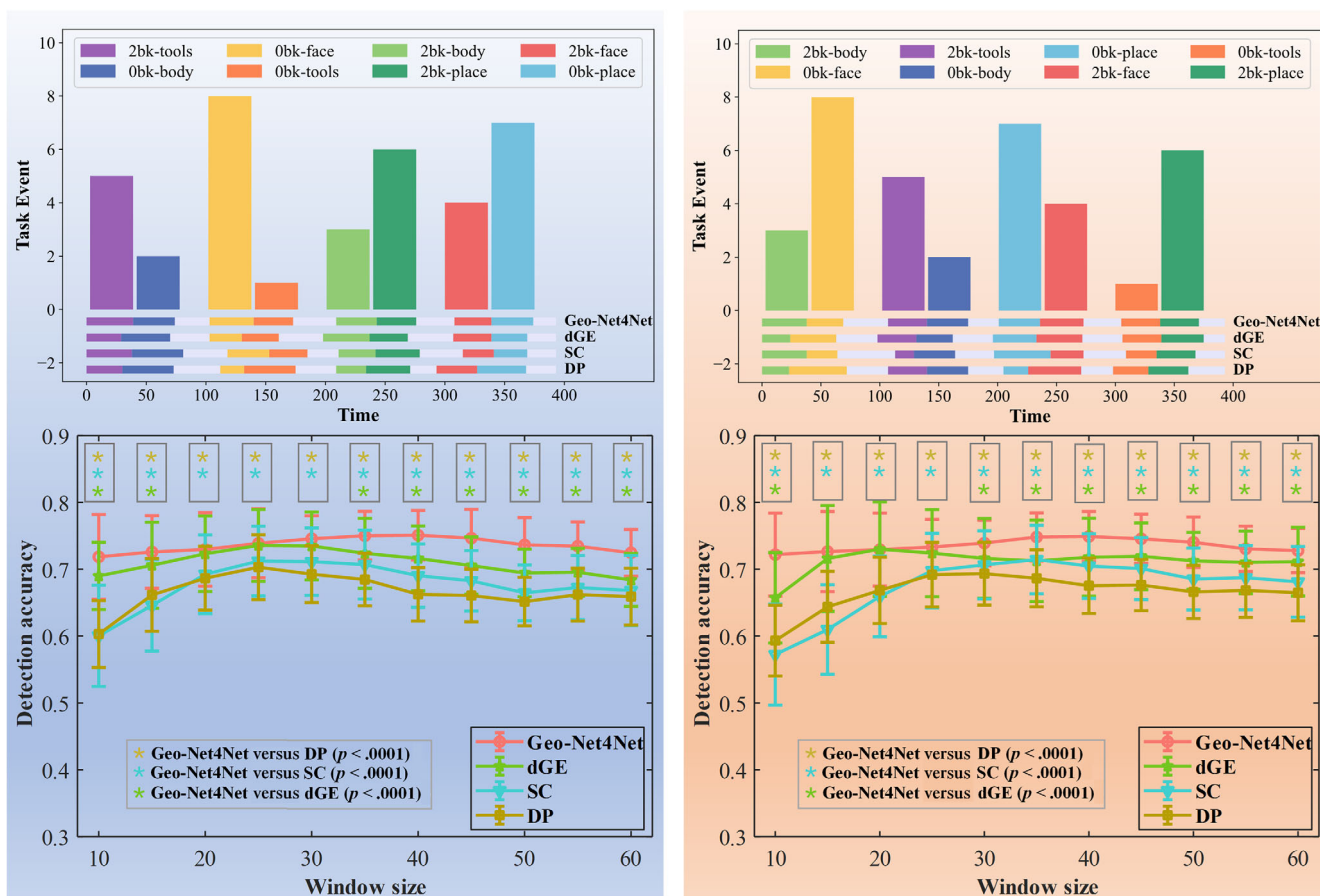 10
2bk-tools 0bk-face 2bk-body 2bk-face
0bk-body 0bk-tools 2bk-place 0bk-place
8
6
4
2
0
−2
Task Event
Geo-Net4Net
dGE
SC
DP
0 50 100 150 200 250 300 350 400
Time
10
2bk-body 2bk-tools 0bk-place 0bk-tools
0bk-face 0bk-body 2bk-face 2bk-place
8
6
4
2
0
−2
Task Event
Geo-Net4Net
dGE
SC
DP
0 50 100 150 200 250 300 350 400
Time
0.9
0.8
0.7
0.6
0.5
0.4
0.3
Detection accuracy
* * * * * * * * * * *
* * * * * * * * * * *
* * * * * * * *
* Geo-Net4Net versus DP (p < .0001)
* Geo-Net4Net versus SC (p < .0001)
* Geo-Net4Net versus dGE (p < .0001)
Geo-Net4Net
dGE
SC
DP
10 20 30 40 50 60
Window size
0.9
0.8
0.7
0.6
0.5
0.4
0.3
Detection accuracy
* * * * * * * * * * *
* * * * * * * * * * *
* * * * * * * *
* Geo-Net4Net versus DP (p < .0001)
* Geo-Net4Net versus SC (p < .0001)
* Geo-Net4Net versus dGE (p < .0001)
Geo-Net4Net
dGE
SC
DP
10 20 30 40 50 60
Window size